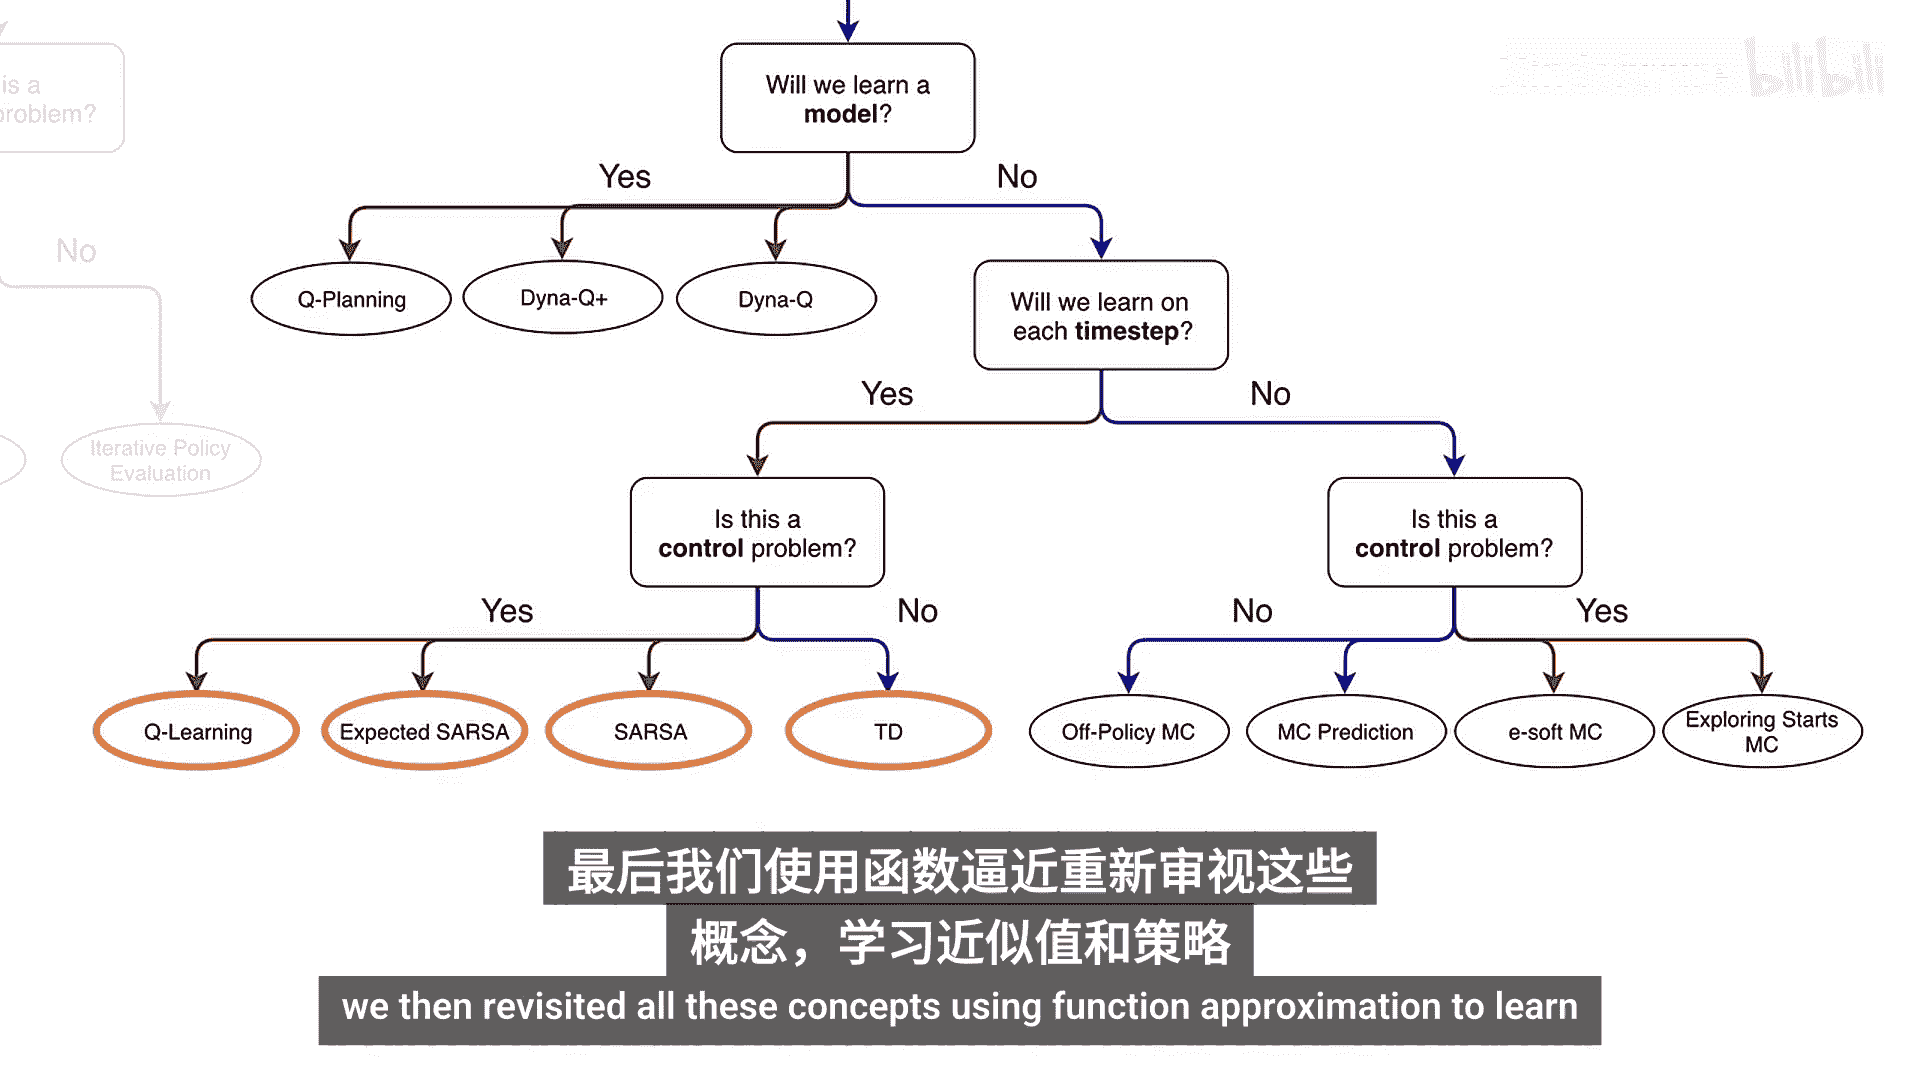 is a
problem?
No
Iterative Policy
Evaluation
bilibili
Will we learn a
model?
Yes
No
Q-Planning
Dyna-Q+
Dyna-Q
Will we learn on
each timestep?
Yes
No
Is this a
control problem?
Is this a
control problem?
Yes
No
No
Yes
Q-Learning
Expected SARSA
SARSA
TD
Off-Policy MC
MC Prediction
e-soft MC
Exploring Starts
MC
最后我们使用函数逼近重新审视这些
概念，学习近似值和策略
we then revisited all these concepts using function approximation to learn